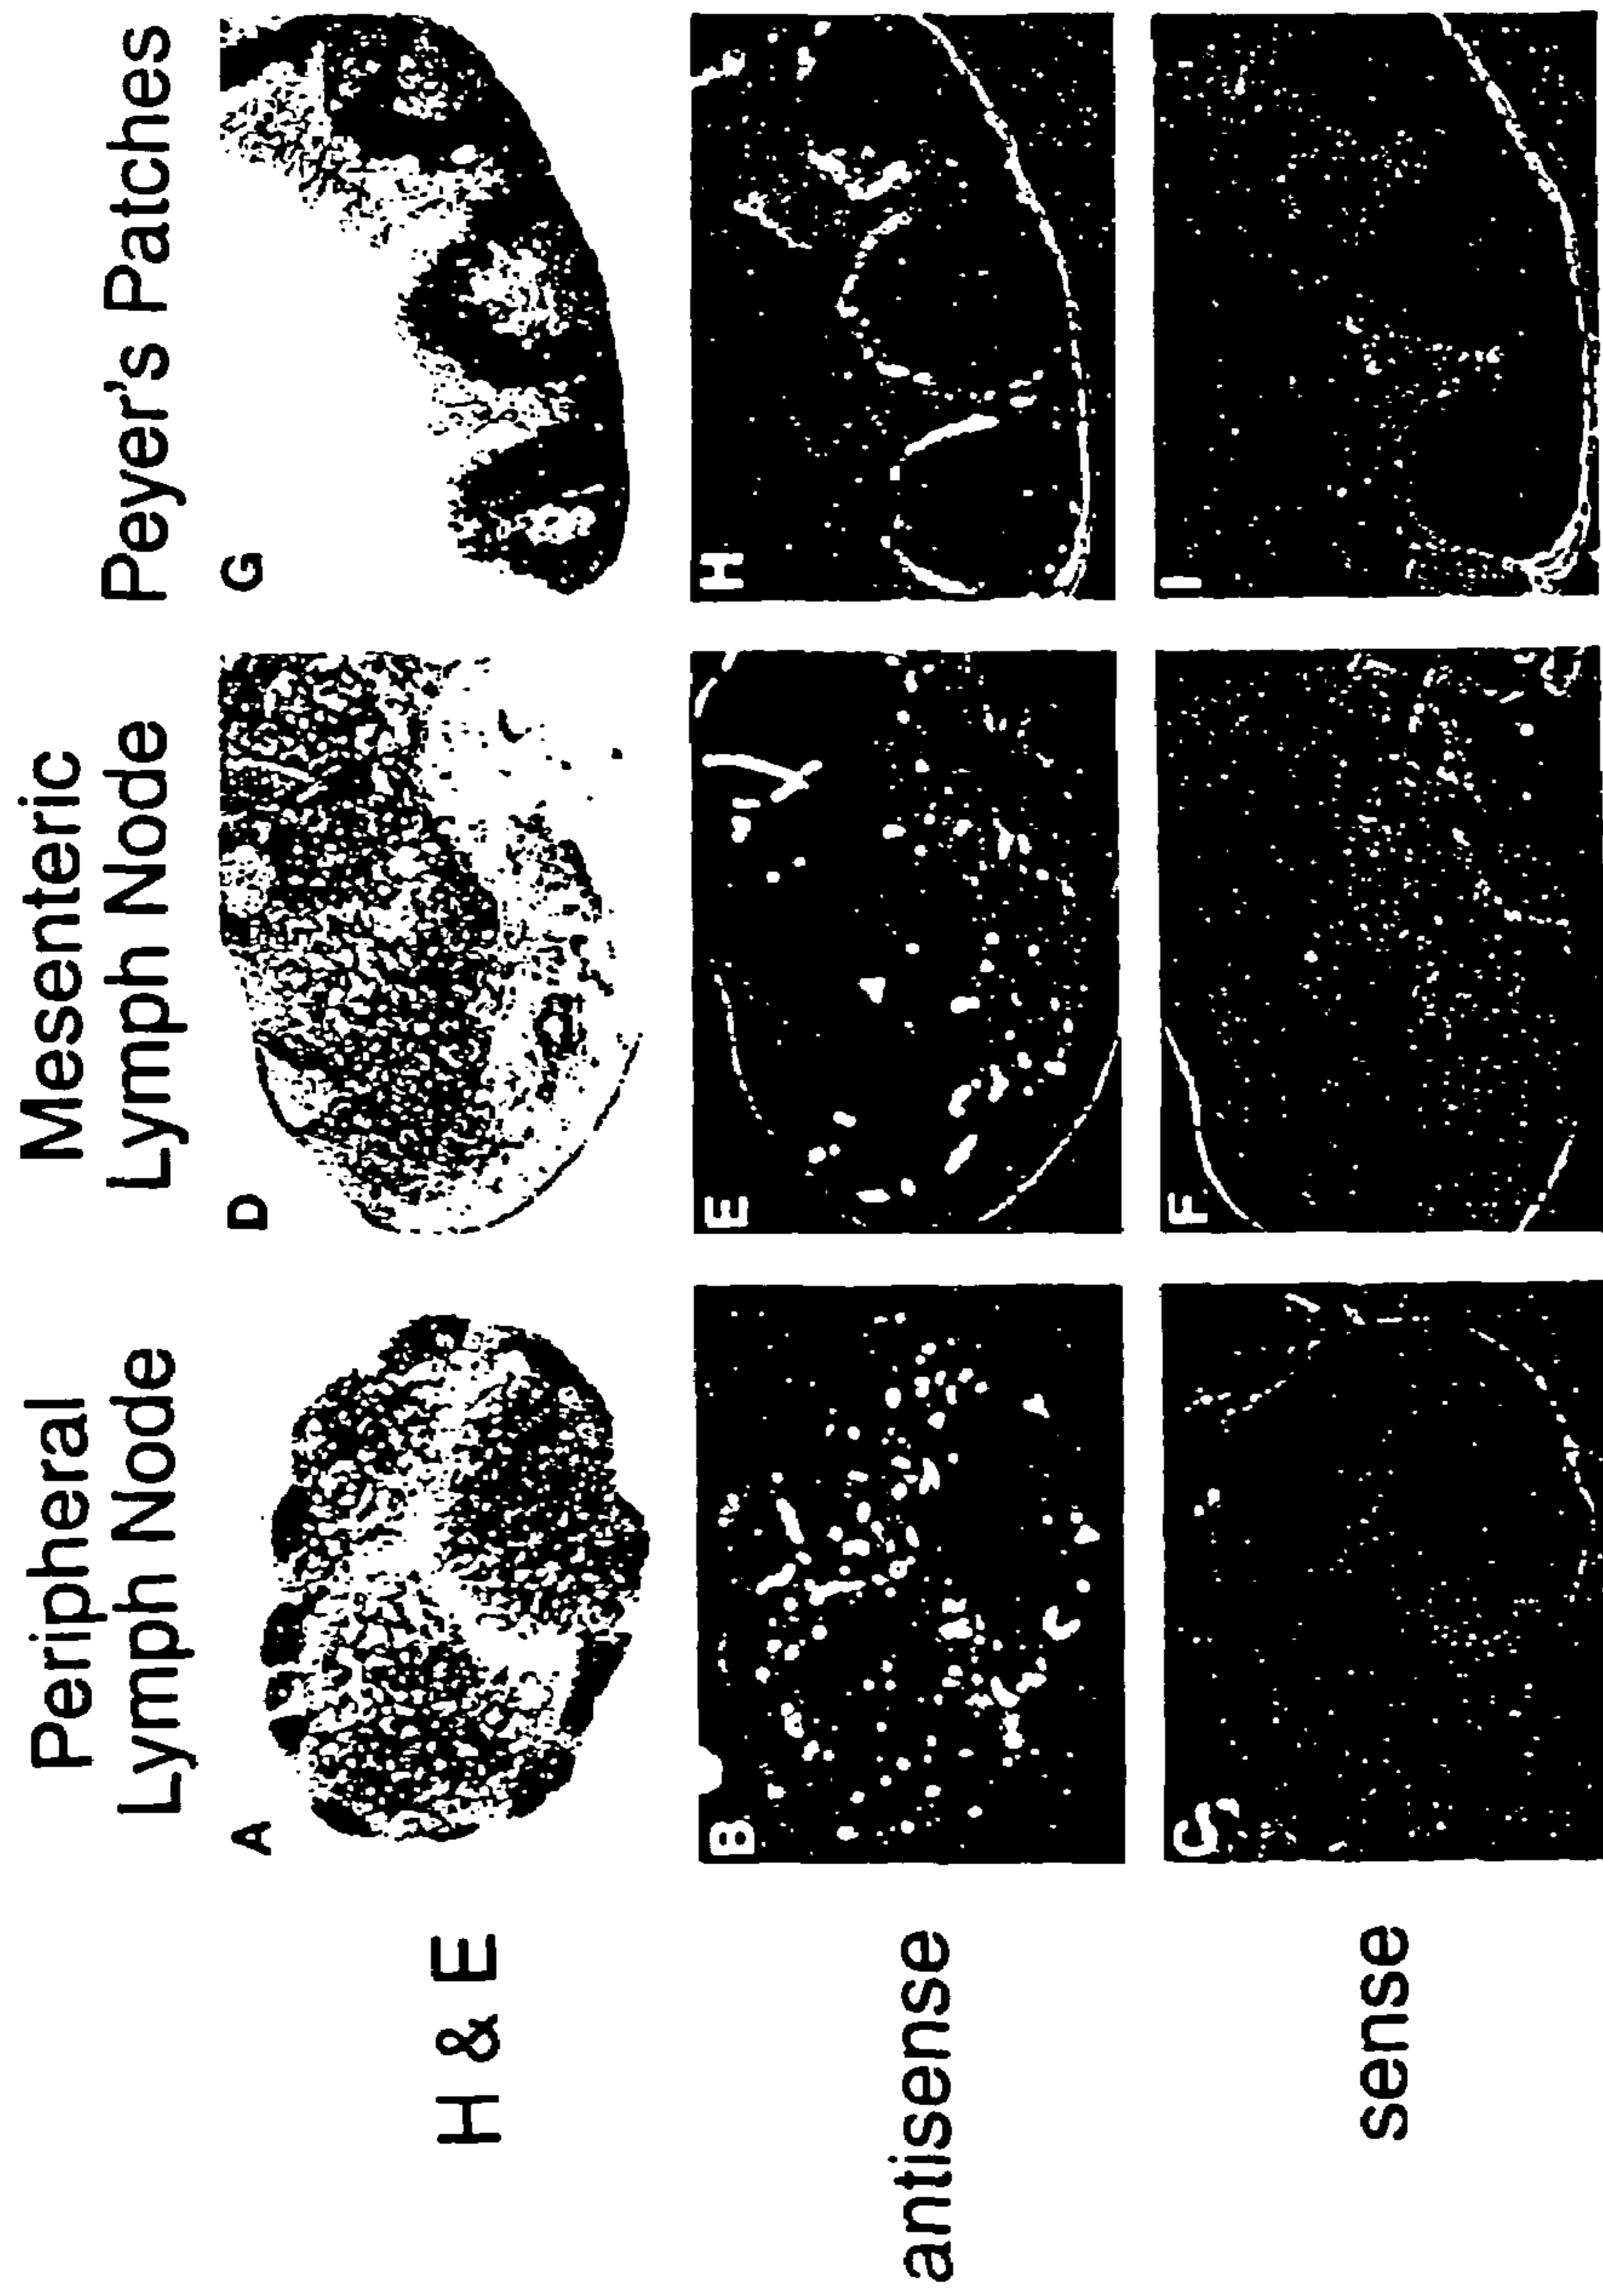 Peripheral
Lymph Node
Mesenteric
Lymph Node
Peyer's Patches
H & E
A
D
G
antisense
B
E
H
sense
C
F
I